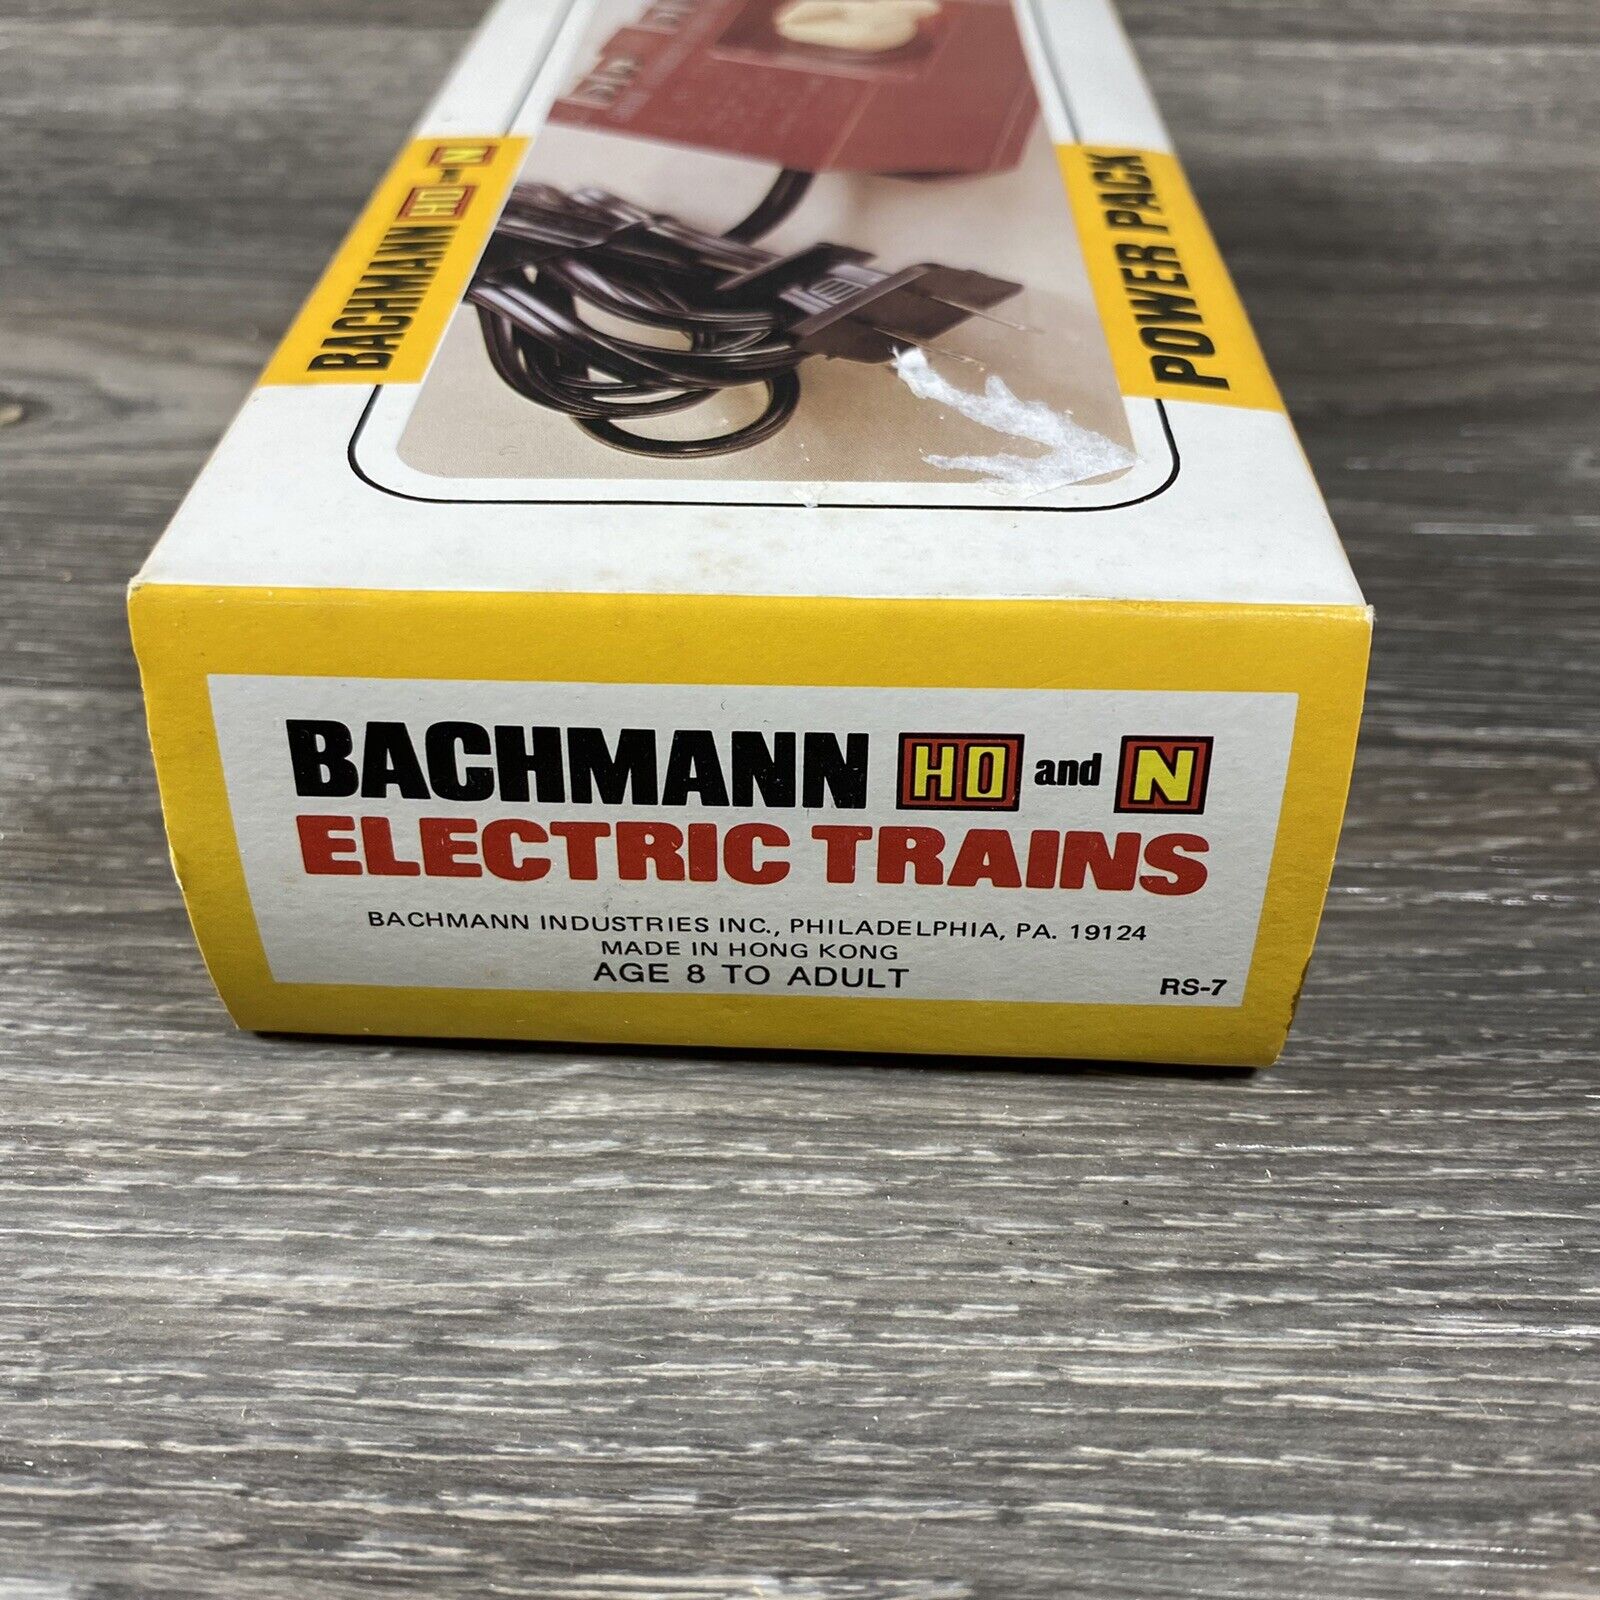 BACHMANN HO and N
POWER PACK
BACHMANN HO and N
ELECTRIC TRAINS
BACHMANN INDUSTRIES INC., PHILADELPHIA, PA. 19124
MADE IN HONG KONG
AGE 8 TO ADULT
RS-7